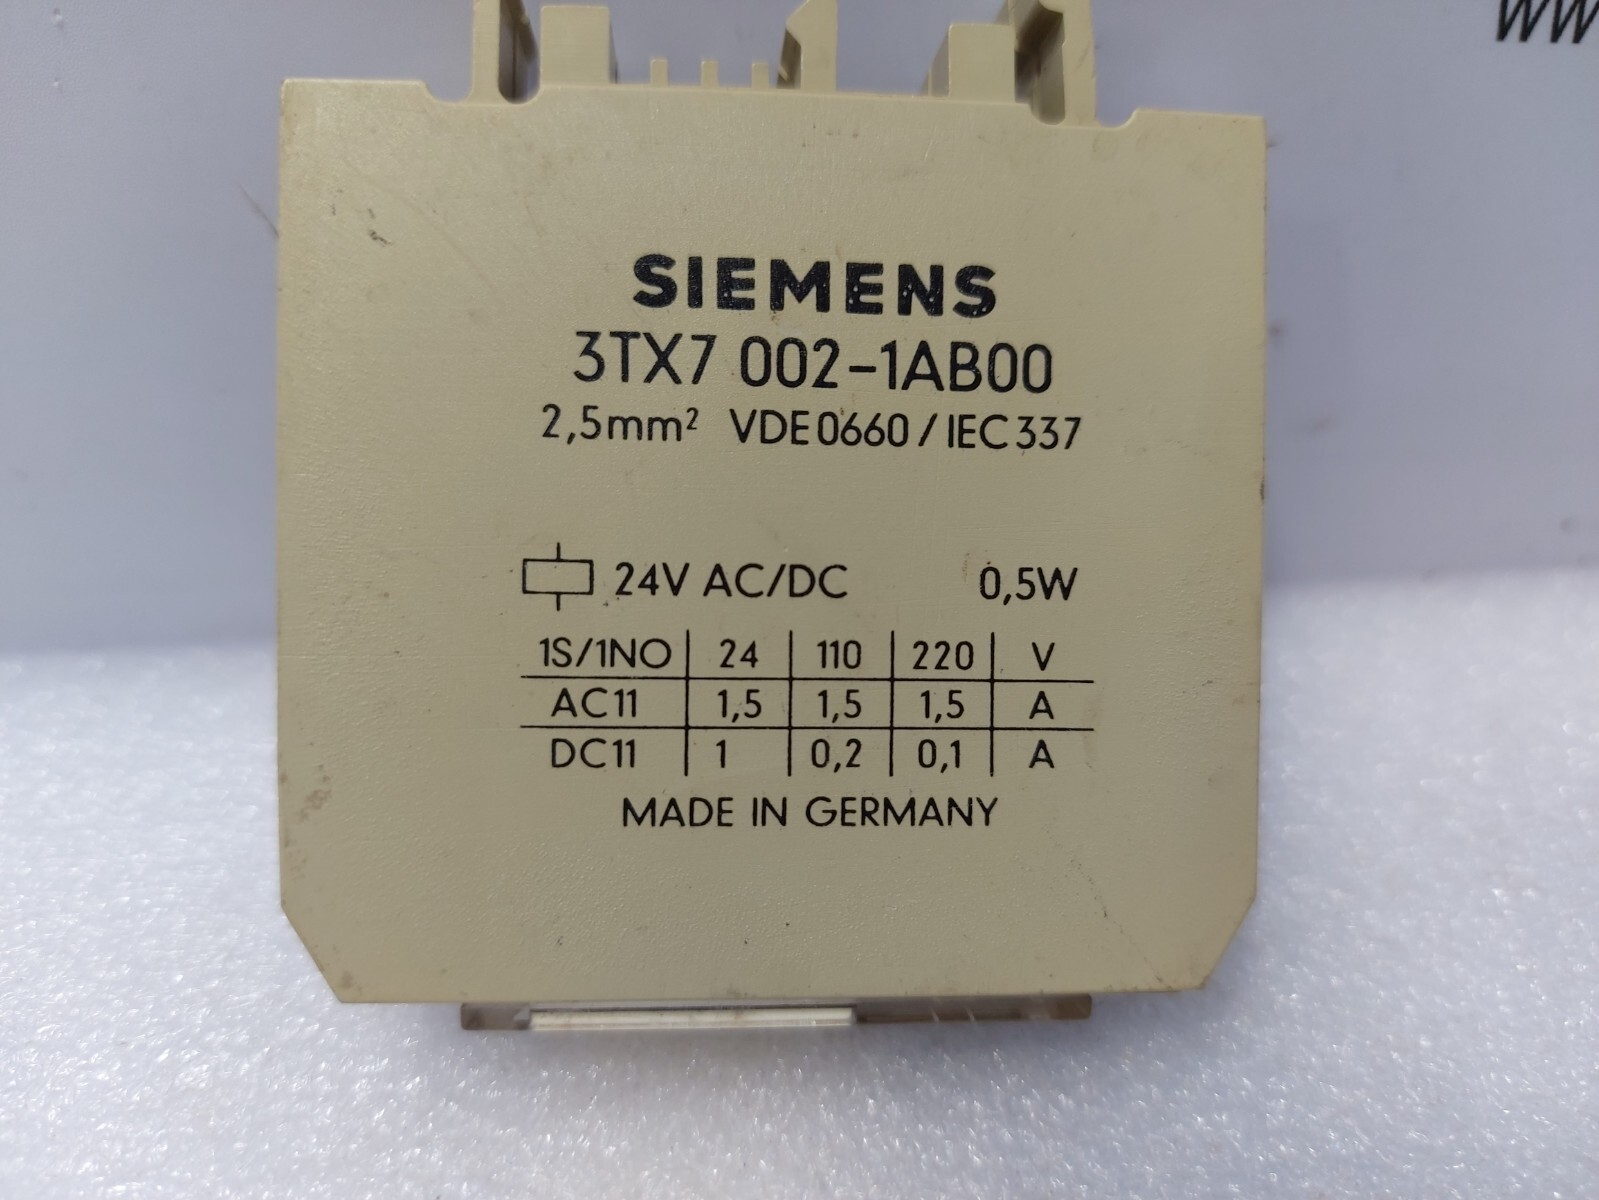 SIEMENS
3TX7 002-1AB00
2,5mm² VDE0660/IEC337
24V AC/DC 0,5W
1S/1NO 24 110 220 V
AC11 1,5 1,5 1,5 A
DC11 1 0,2 0,1 A
MADE IN GERMANY